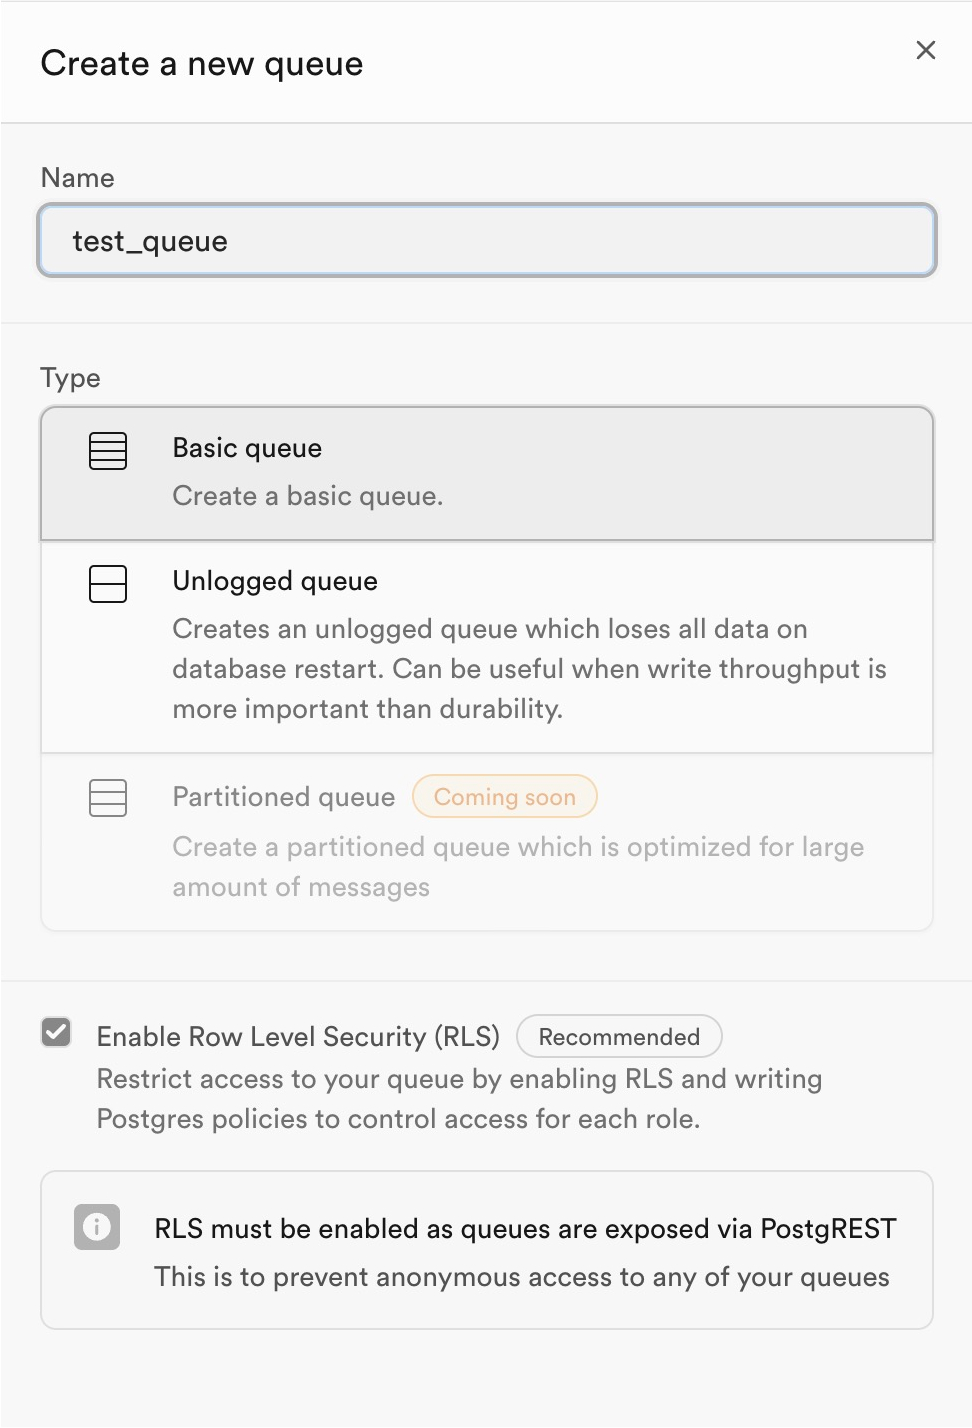 Create a new queue
Name
test_queue
Type
Basic queue
Create a basic queue.
Unlogged queue
Creates an unlogged queue which loses all data on
database restart. Can be useful when write throughput is
more important than durability.
Partitioned queue Coming soon
Create a partitioned queue which is optimized for large
amount of messages
Enable Row Level Security (RLS) Recommended
Restrict access to your queue by enabling RLS and writing
Postgres policies to control access for each role.
RLS must be enabled as queues are exposed via PostgREST
This is to prevent anonymous access to any of your queues